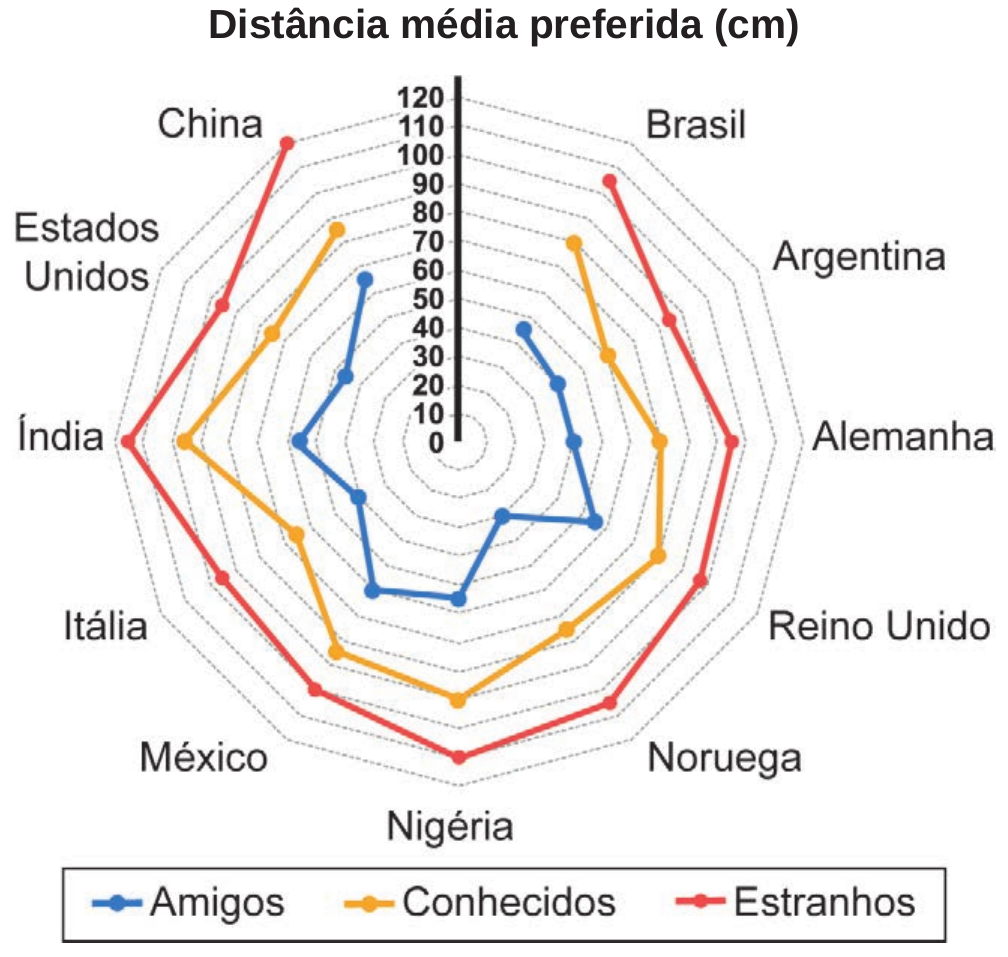 Distância média preferida (cm)
120
110
100
90
80
70
60
50
40
30
20
10
0
China
Brasil
Estados
Unidos
Argentina
Índia
Alemanha
Itália
Reino Unido
México
Noruega
Nigéria
Amigos Conhecidos Estranhos